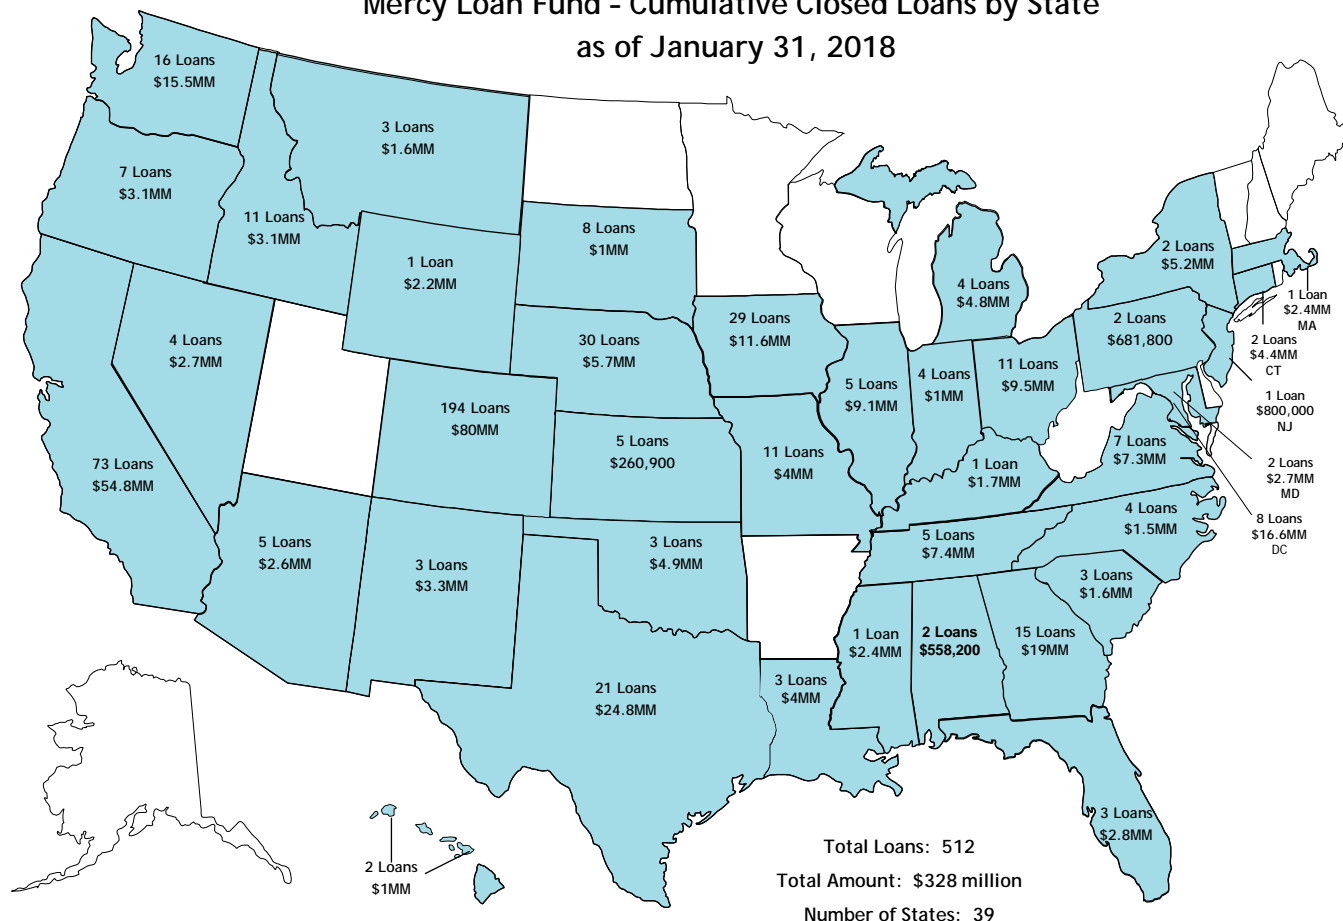 Mercy Loan Fund - Cumulative Closed Loans by State
as of January 31, 2018
16 Loans
$15.5MM
3 Loans
$1.6MM
7 Loans
$3.1MM
11 Loans
$3.1MM
1 Loan
$2.2MM
8 Loans
$1MM
2 Loans
$5.2MM
4 Loans
$4.8MM
1 Loan
$2.4MM
MA
4 Loans
$2.7MM
30 Loans
$5.7MM
29 Loans
$11.6MM
2 Loans
$681,800
2 Loans
$4.4MM
CT
5 Loans
$9.1MM
4 Loans
$1MM
11 Loans
$9.5MM
1 Loan
$800,000
NJ
194 Loans
$80MM
5 Loans
$260,900
11 Loans
$4MM
1 Loan
$1.7MM
7 Loans
$7.3MM
2 Loans
$2.7MM
MD
73 Loans
$54.8MM
8 Loans
$16.6MM
DC
5 Loans
$2.6MM
3 Loans
$3.3MM
3 Loans
$4.9MM
5 Loans
$7.4MM
4 Loans
$1.5MM
3 Loans
$1.6MM
1 Loan
$2.4MM
2 Loans
$558,200
15 Loans
$19MM
21 Loans
$24.8MM
3 Loans
$4MM
3 Loans
$2.8MM
2 Loans
$1MM
Total Loans: 512
Total Amount: $328 million
Number of States: 39